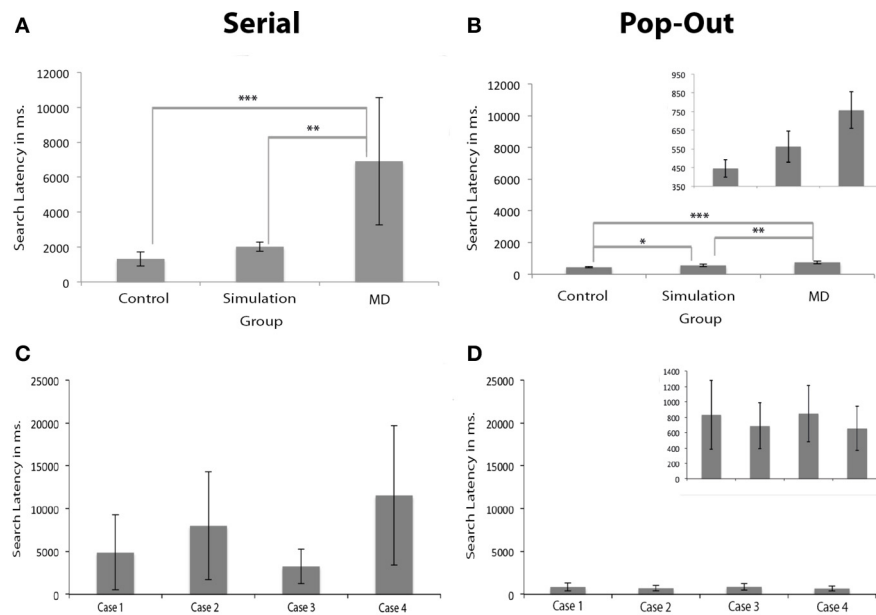 Serial
Pop-Out
A
Search Latency in ms.
12000
10000
8000
6000
4000
2000
0
***
**
Control Simulation MD
Group
B
Search Latency in ms.
12000
10000
8000
6000
4000
2000
0
950
850
750
650
550
450
350
***
*
**
Control Simulation MD
Group
C
Search Latency in ms.
25000
20000
15000
10000
5000
0
Case 1 Case 2 Case 3 Case 4
D
Search Latency in ms.
25000
20000
15000
10000
5000
0
1400
1200
1000
800
600
400
200
0
Case 1 Case 2 Case 3 Case 4